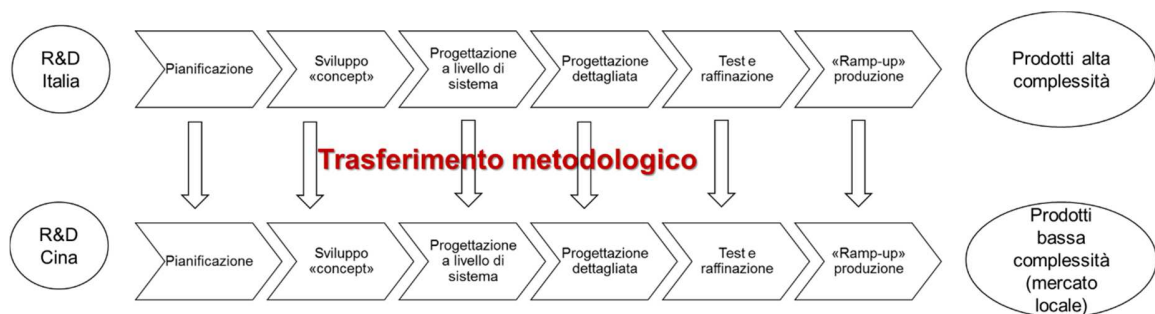 R&D
Italia
Pianificazione
Sviluppo
«concept»
Progettazione
a livello di
sistema
Progettazione
dettagliata
Test e
raffinazione
«Ramp-up»
produzione
Prodotti alta
complessità
Trasferimento metodologico
R&D
Cina
Pianificazione
Sviluppo
«concept»
Progettazione
a livello di
sistema
Progettazione
dettagliata
Test e
raffinazione
«Ramp-up»
produzione
Prodotti
bassa
complessità
(mercato
locale)